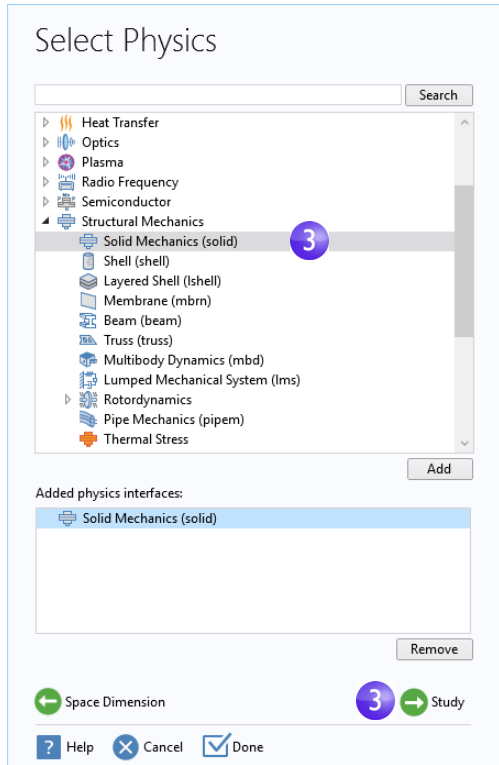 Select Physics
Search
Heat Transfer
Optics
Plasma
Radio Frequency
Semiconductor
Structural Mechanics
Solid Mechanics (solid) 3
Shell (shell)
Layered Shell (lshell)
Membrane (mbrn)
Beam (beam)
Truss (truss)
Multibody Dynamics (mbd)
Lumped Mechanical System (lms)
Rotordynamics
Pipe Mechanics (pipem)
Thermal Stress
Add
Added physics interfaces:
Solid Mechanics (solid)
Remove
Space Dimension 3 Study
? Help Cancel Done